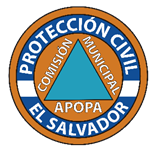 PROTECCIÓN CIVIL
COMISIÓN MUNICIPAL
APOPA
EL SALVADOR